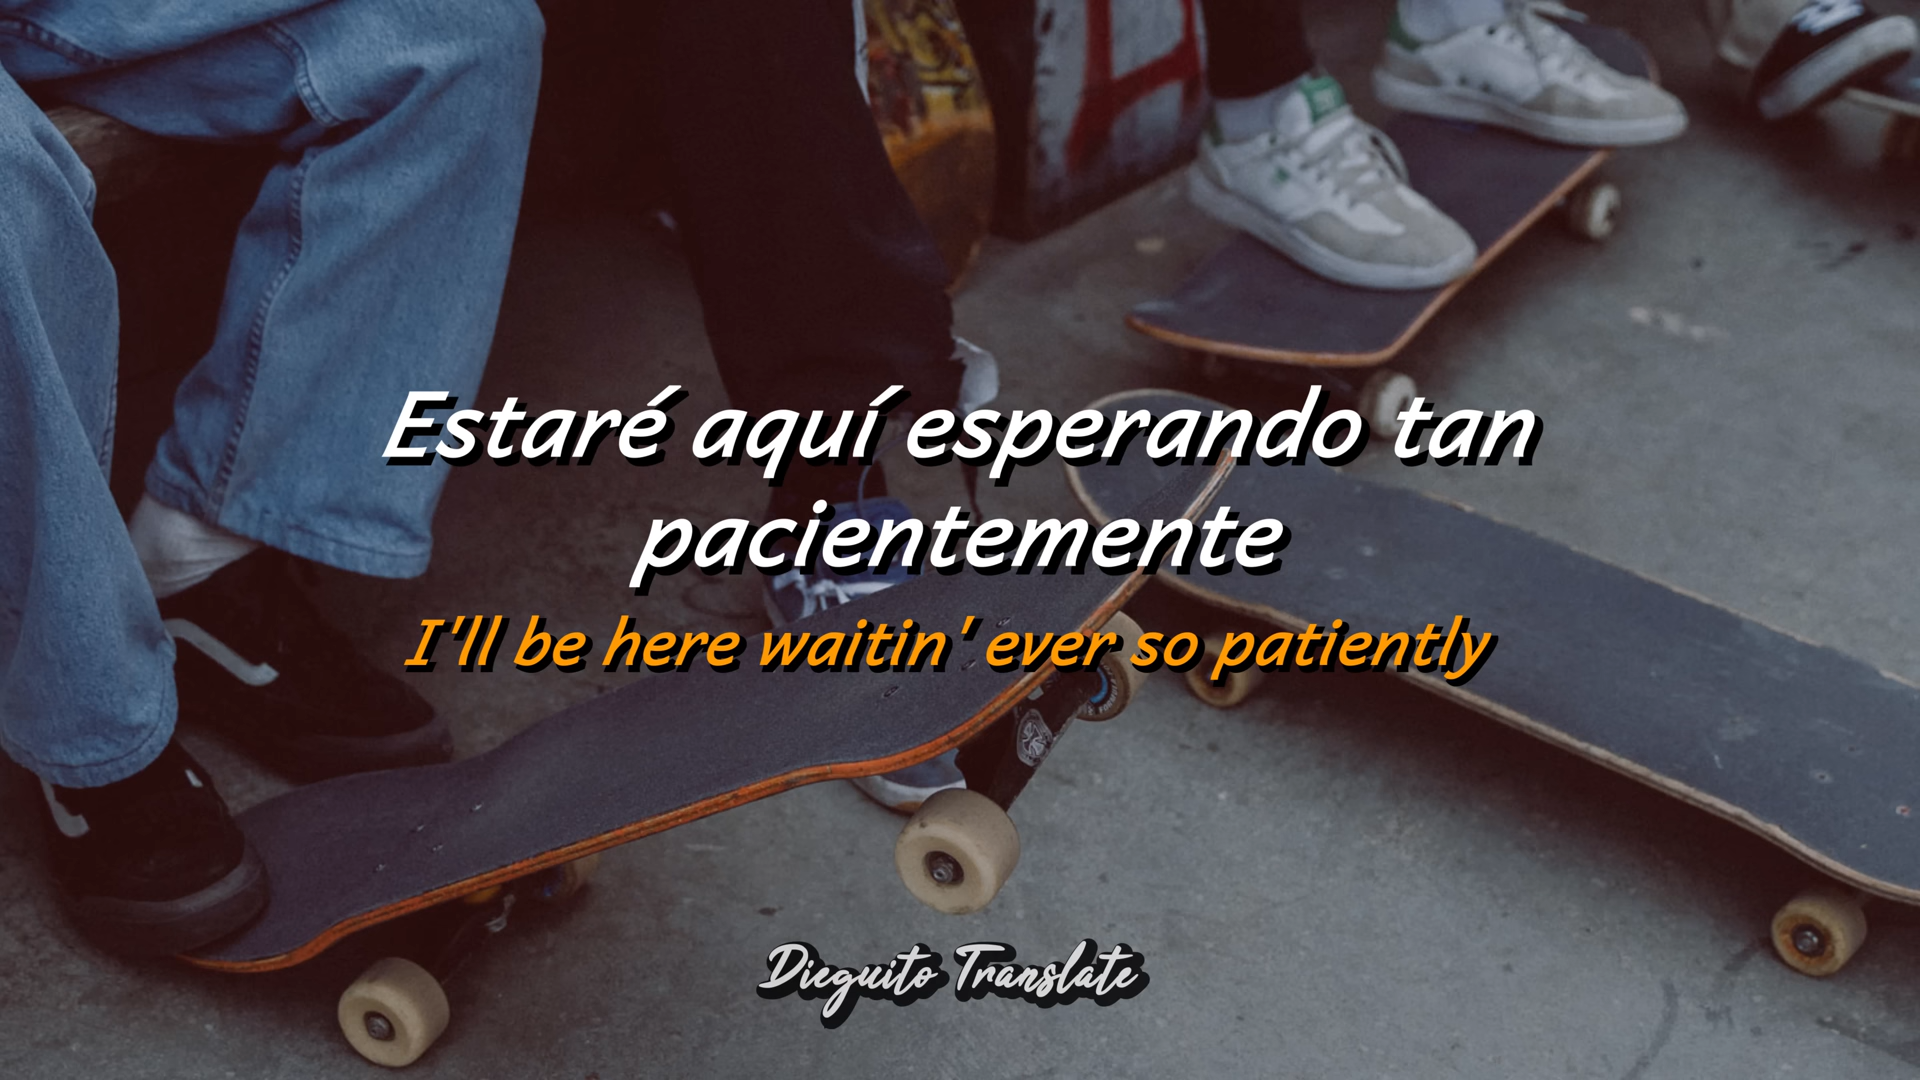 Estaré aquí esperando tan
pacientemente
I'll be here waitin' ever so patiently
Dieguito Translate